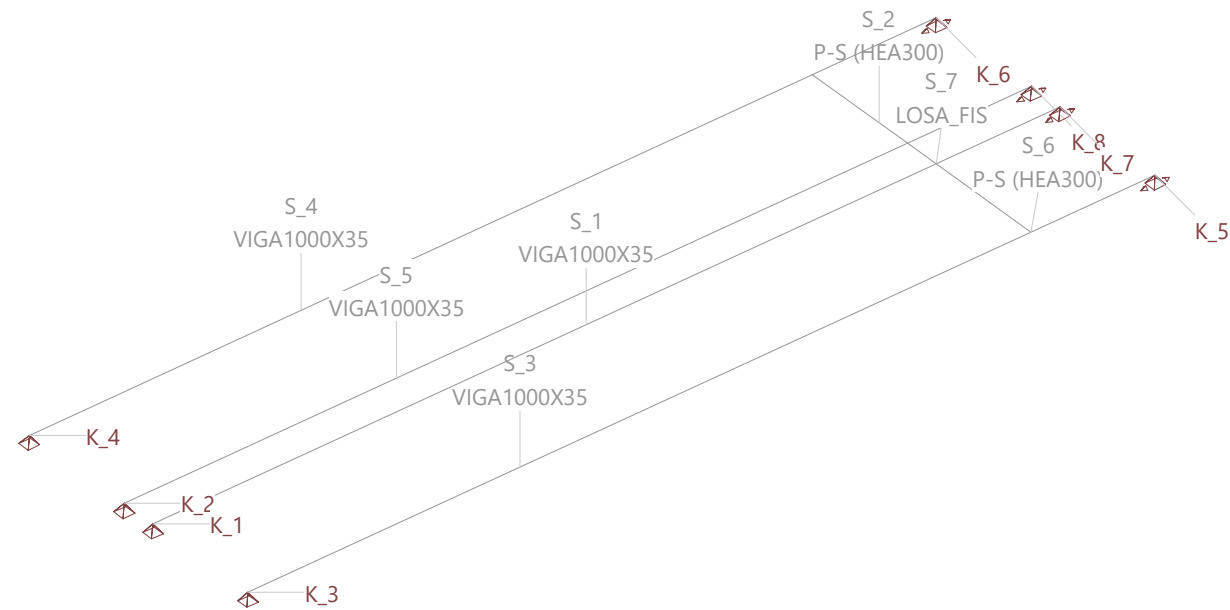 S_2
P-S (HEA300)
K_6
S_7
LOSA_FIS
K_8
S_6
K_7
P-S (HEA300)
K_5
S_4
VIGA1000X35
S_1
VIGA1000X35
S_5
VIGA1000X35
S_3
VIGA1000X35
K_4
K_2
K_1
K_3